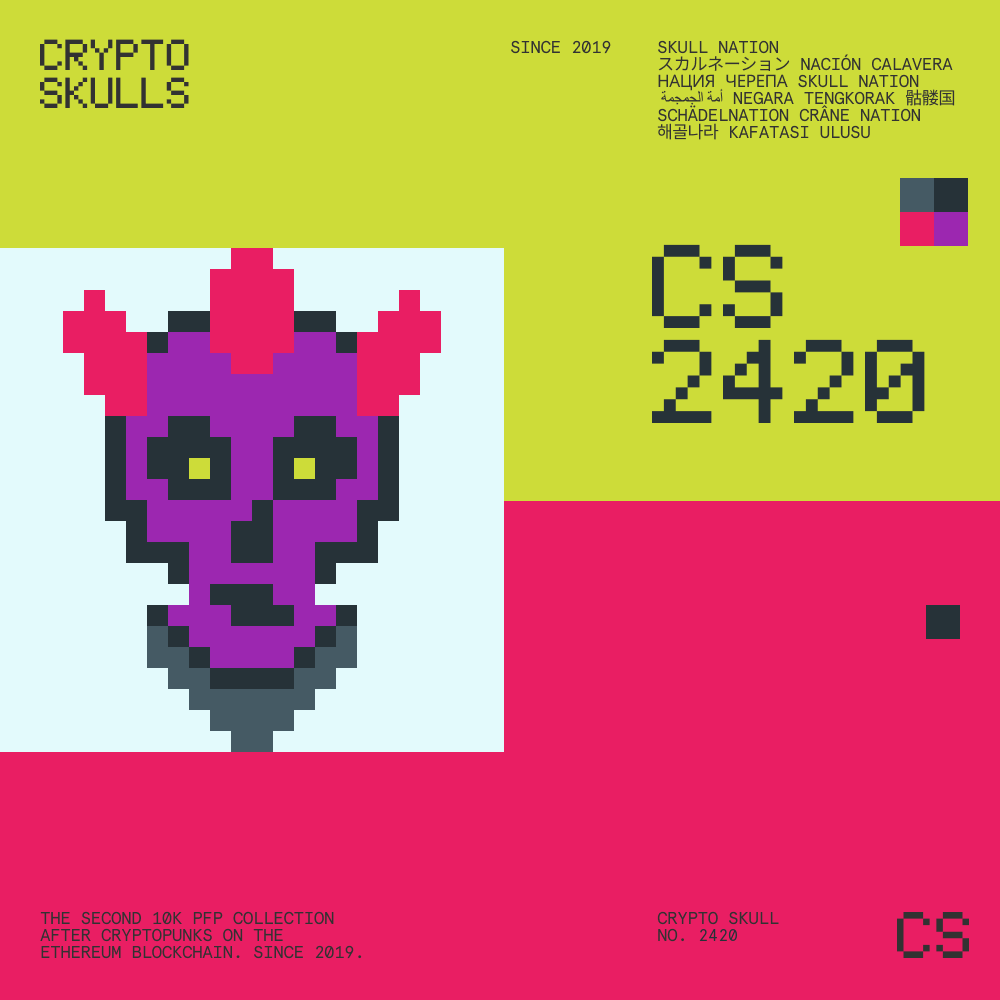 CRYPTO
SKULLS
SINCE 2019
SKULL NATION
スカルネーション NACIÓN CALAVERA
НАЦИЯ ЧЕРЕПА SKULL NATION
أمة الجمجمة NEGARA TENGKORAK 骷髅国
SCHÄDELNATION CRÂNE NATION
해골나라 KAFATASI ULUSU
CS
2420
THE SECOND 10K PFP COLLECTION
AFTER CRYPTOPUNKS ON THE
ETHEREUM BLOCKCHAIN. SINCE 2019.
CRYPTO SKULL
NO. 2420
CS